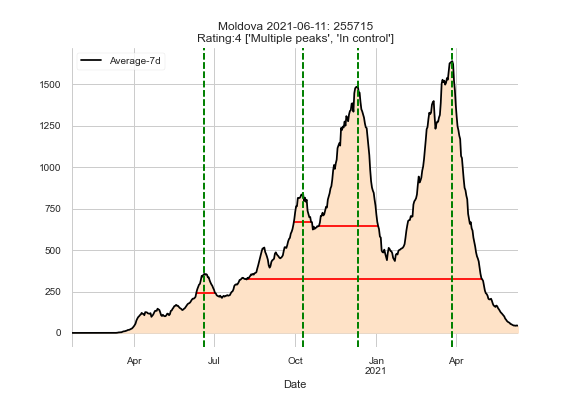 Moldova 2021-06-11: 255715
Rating:4 ['Multiple peaks', 'In control']
Average-7d
1500
1250
1000
750
500
250
0
Apr
Jul
Oct
Jan
2021
Apr
Date